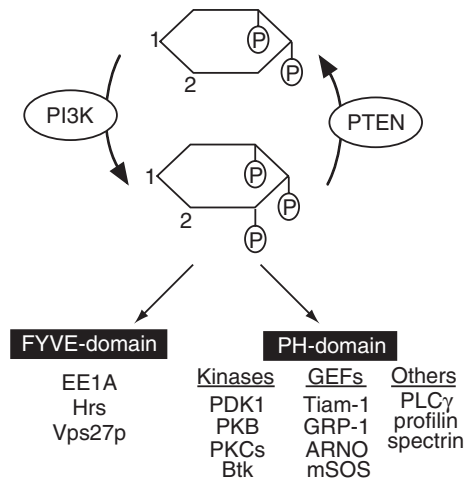 P
1
P
2
PI3K
PTEN
1
P
P
2
P
FYVE-domain
PH-domain
EE1A
Hrs
Vps27p
Kinases
PDK1
PKB
PKCs
Btk
GEFs
Tiam-1
GRP-1
ARNO
mSOS
Others
PLCγ
profilin
spectrin